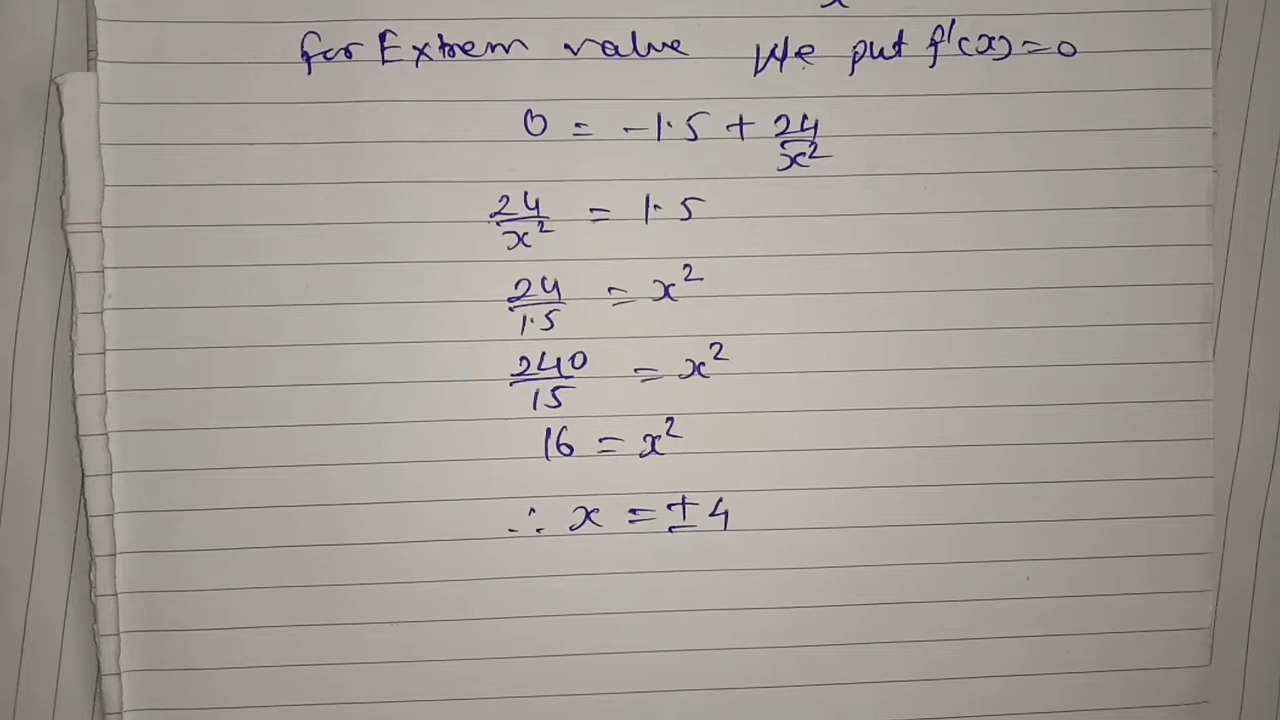 for Extrem value We put f'(x)=0
0 = -1.5 + 24/x²
24/x² = 1.5
24/1.5 = x²
240/15 = x²
16 = x²
∴ x = ±4